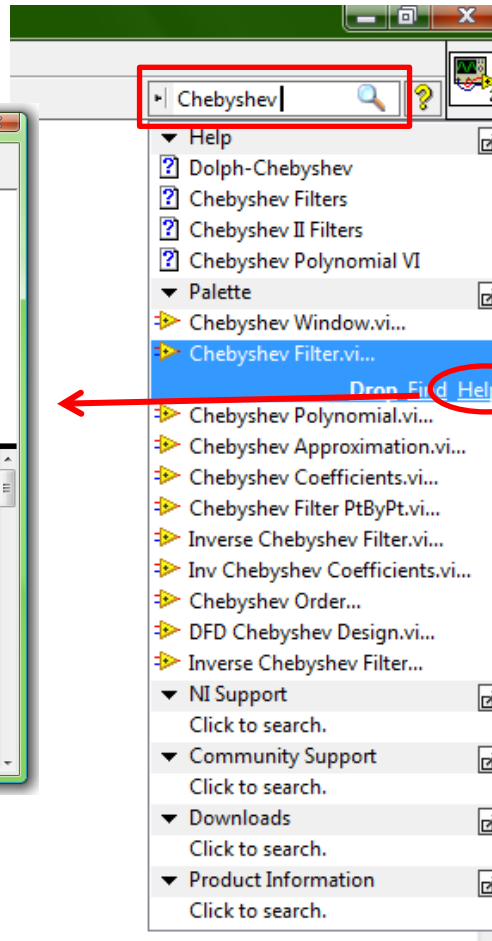 Chebyshev
Help
Dolph-Chebyshev
Chebyshev Filters
Chebyshev II Filters
Chebyshev Polynomial VI
Palette
Chebyshev Window.vi...
Chebyshev Filter.vi...
Drop Find Help
Chebyshev Polynomial.vi...
Chebyshev Approximation.vi...
Chebyshev Coefficients.vi...
Chebyshev Filter PtByPt.vi...
Inverse Chebyshev Filter.vi...
Inv Chebyshev Coefficients.vi...
Chebyshev Order...
DFD Chebyshev Design.vi...
Inverse Chebyshev Filter...
NI Support
Click to search.
Community Support
Click to search.
Downloads
Click to search.
Product Information
Click to search.